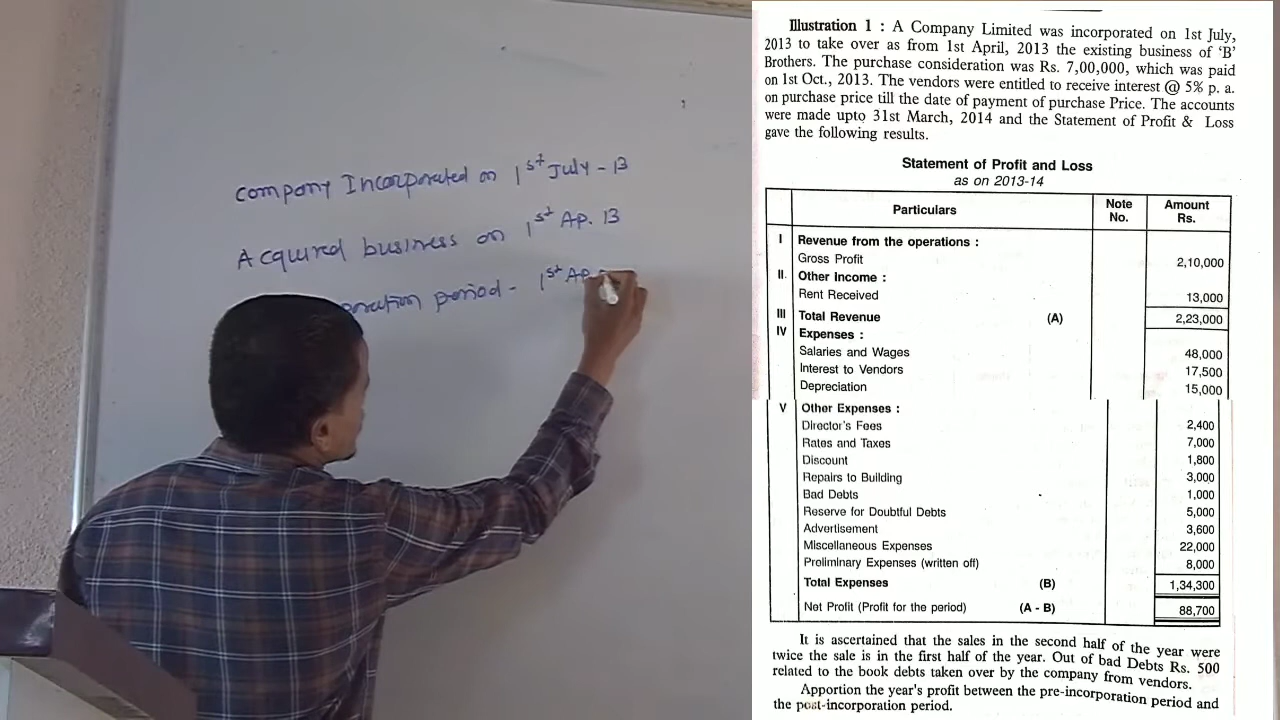 company Incorporated on 1st July - 13
Acquired business on 1st Ap. 13
period - 1st Ap
Illustration 1 : A Company Limited was incorporated on 1st July,
2013 to take over as from 1st April, 2013 the existing business of ‘B’
Brothers. The purchase consideration was Rs. 7,00,000, which was paid
on 1st Oct., 2013. The vendors were entitled to receive interest @ 5% p. a.
on purchase price till the date of payment of purchase Price. The accounts
were made upto 31st March, 2014 and the Statement of Profit & Loss
gave the following results.
Statement of Profit and Loss
as on 2013-14
Particulars Note No. Amount Rs.
I Revenue from the operations :
Gross Profit 2,10,000
II. Other Income :
Rent Received 13,000
III Total Revenue (A) 2,23,000
IV Expenses :
Salaries and Wages 48,000
Interest to Vendors 17,500
Depreciation 15,000
V Other Expenses :
Director's Fees 2,400
Rates and Taxes 7,000
Discount 1,800
Repairs to Building 3,000
Bad Debts 1,000
Reserve for Doubtful Debts 5,000
Advertisement 3,600
Miscellaneous Expenses 22,000
Preliminary Expenses (written off) 8,000
Total Expenses (B) 1,34,300
Net Profit (Profit for the period) (A - B) 88,700
It is ascertained that the sales in the second half of the year were
twice the sale is in the first half of the year. Out of bad Debts Rs. 500
related to the book debts taken over by the company from vendors.
Apportion the year's profit between the pre-incorporation period and
the post-incorporation period.